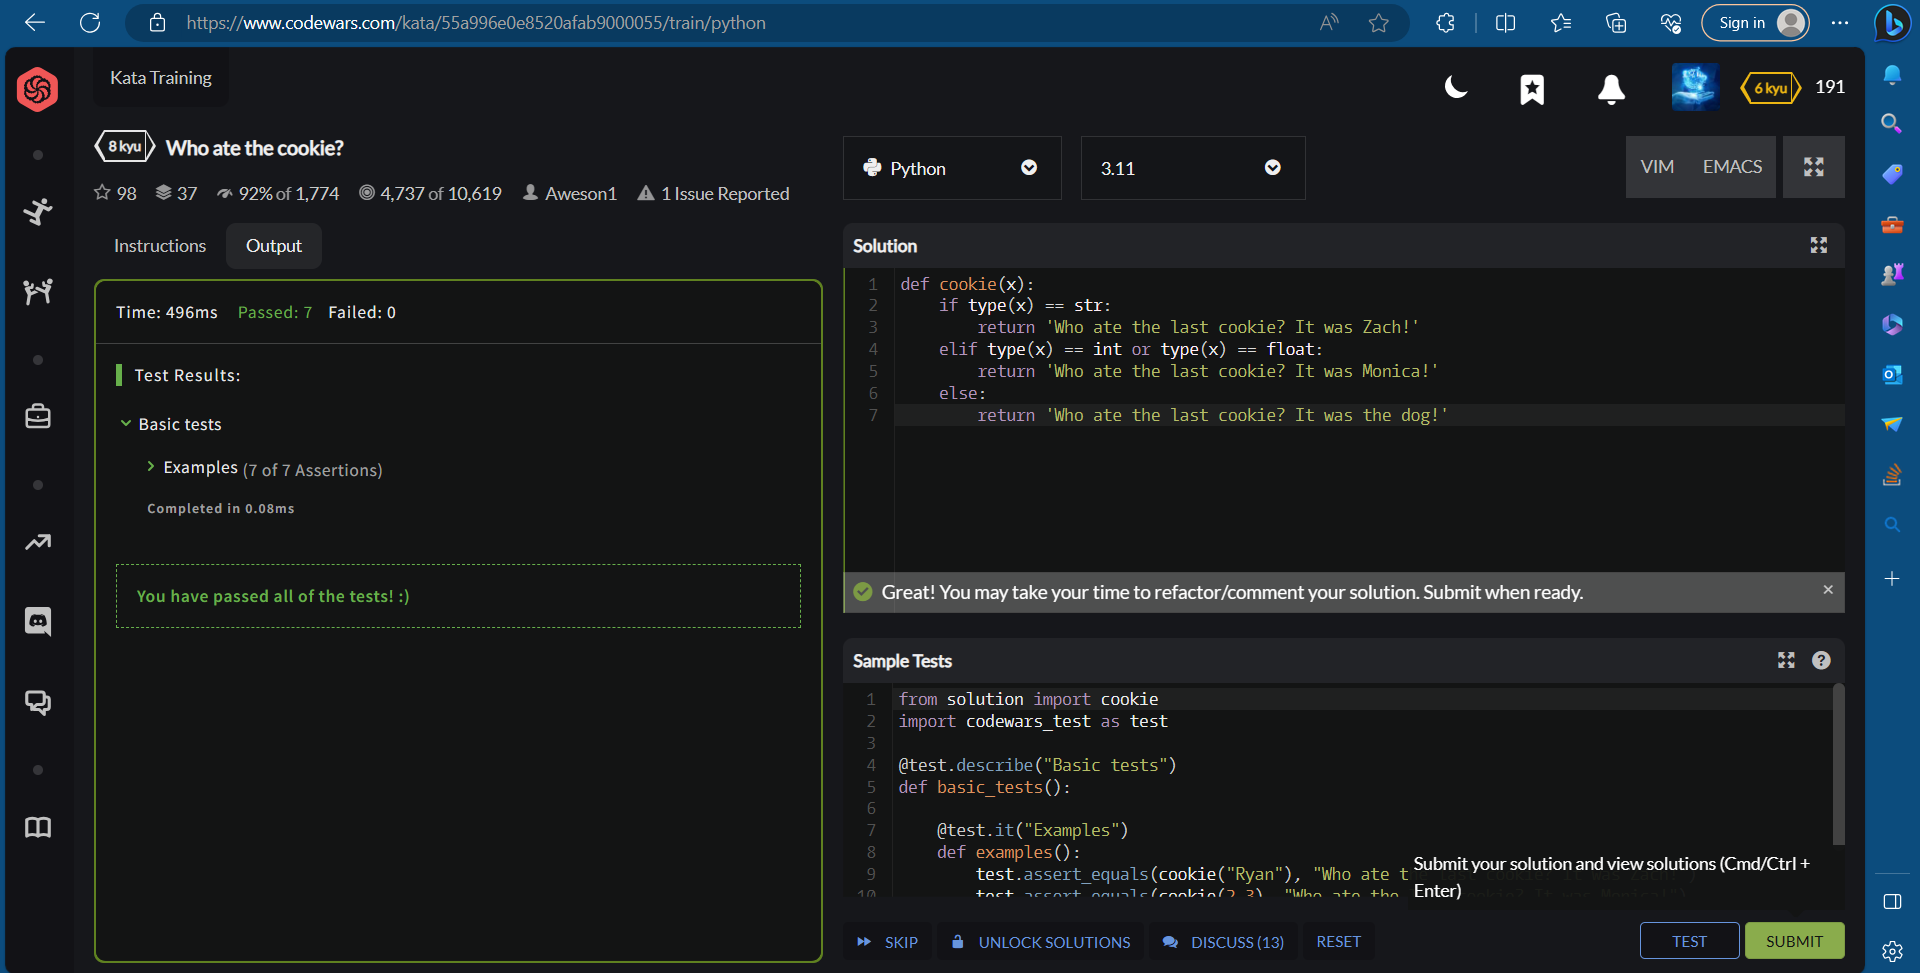 https://www.codewars.com/kata/55a996e0e8520afab9000055/train/python
Sign in
Kata Training
6 kyu
191
8 kyu
Who ate the cookie?
98
37
92% of 1,774
4,737 of 10,619
Aweson1
1 Issue Reported
Python
3.11
VIM
EMACS
Instructions
Output
Time: 496ms Passed: 7 Failed: 0
Test Results:
Basic tests
Examples (7 of 7 Assertions)
Completed in 0.08ms
You have passed all of the tests! :)
Solution
1 def cookie(x):
2     if type(x) == str:
3         return 'Who ate the last cookie? It was Zach!'
4     elif type(x) == int or type(x) == float:
5         return 'Who ate the last cookie? It was Monica!'
6     else:
7         return 'Who ate the last cookie? It was the dog!'
Great! You may take your time to refactor/comment your solution. Submit when ready.
Sample Tests
1 from solution import cookie
2 import codewars_test as test
3
4 @test.describe("Basic tests")
5 def basic_tests():
6
7     @test.it("Examples")
8     def examples():
9         test.assert_equals(cookie("Ryan"), "Who ate t
10         test.assert_equals(cookie(2.3), "Who ate the
Submit your solution and view solutions (Cmd/Ctrl +
Enter)
SKIP
UNLOCK SOLUTIONS
DISCUSS (13)
RESET
TEST
SUBMIT